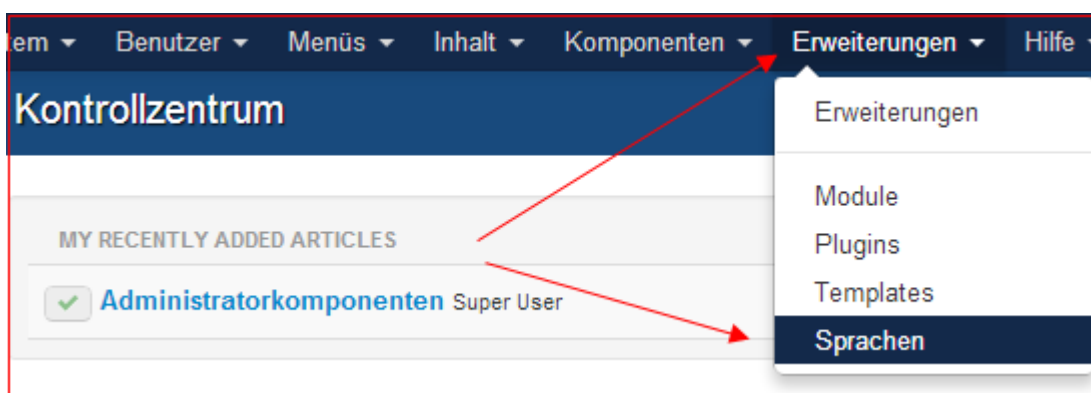 tem Benutzer Menüs Inhalt Komponenten Erweiterungen Hilfe
Kontrollzentrum
Erweiterungen
Module
Plugins
Templates
Sprachen
MY RECENTLY ADDED ARTICLES
Administratorkomponenten Super User